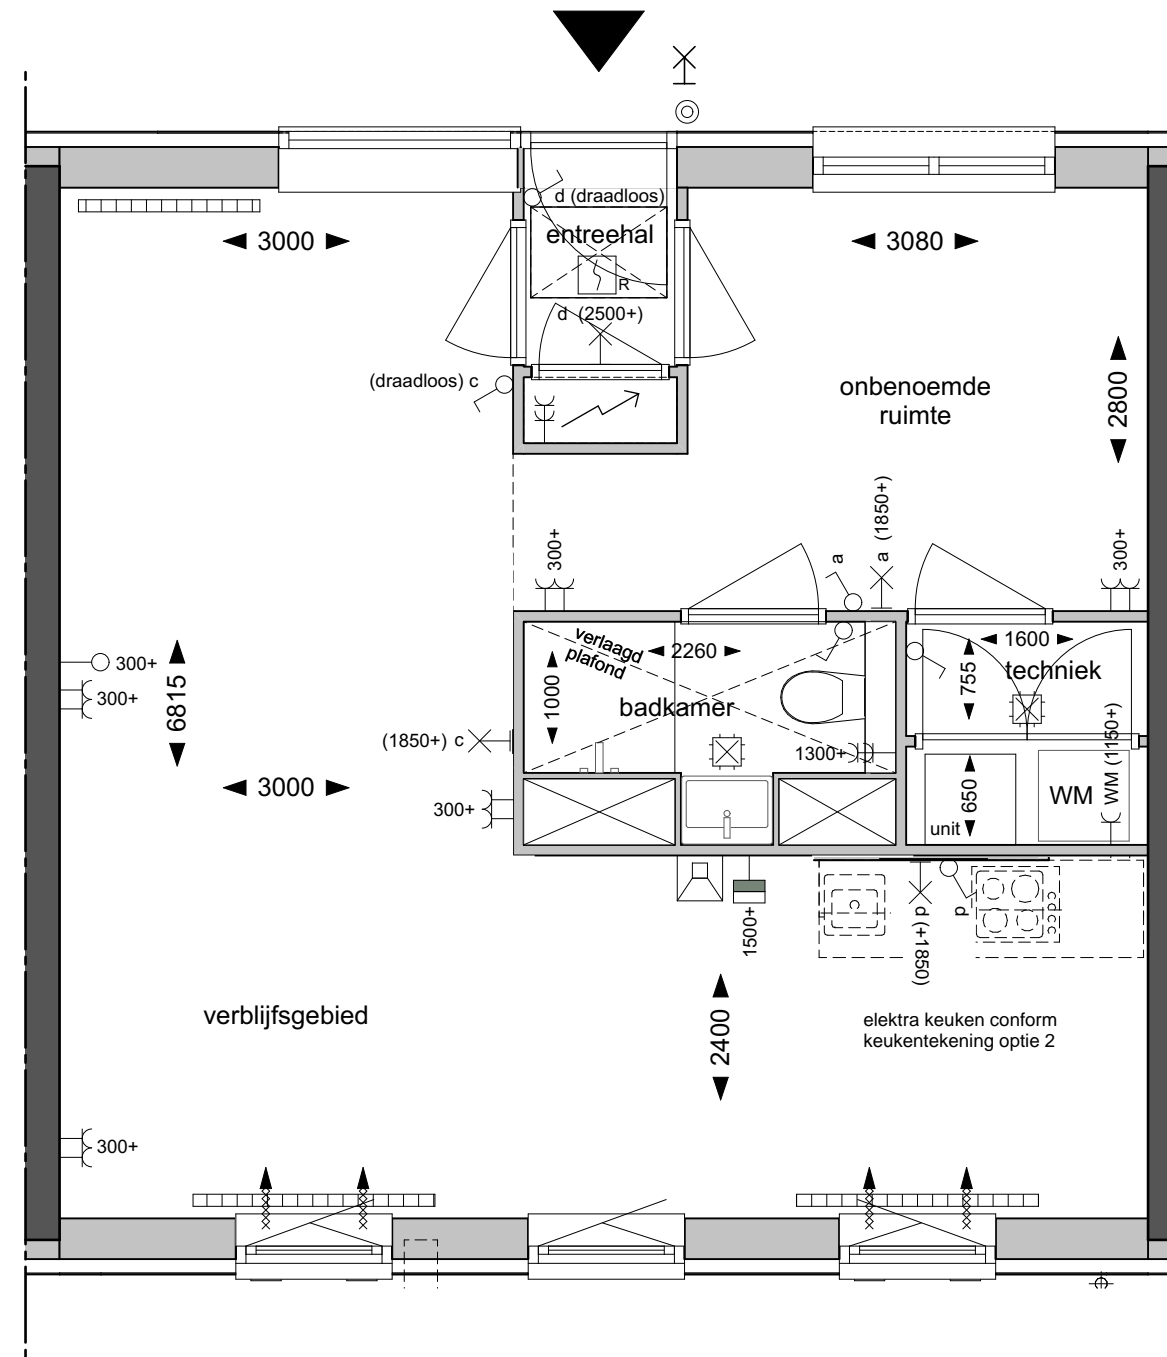 d (draadloos)
entreehal
3000
3080
R
d (2500+)
(draadloos) c
onbenoemde
ruimte
2800
300+
a
a (1850+)
300+
verlaagd
plafond
2260
1600
techniek
755
1000
badkamer
300+
300+
6815
(1850+) c
1300+
WM (1150+)
3000
300+
650
WM
unit
1500+
d (+1850)
d
verblijfsgebied
2400
elektra keuken conform
keukentekening optie 2
300+